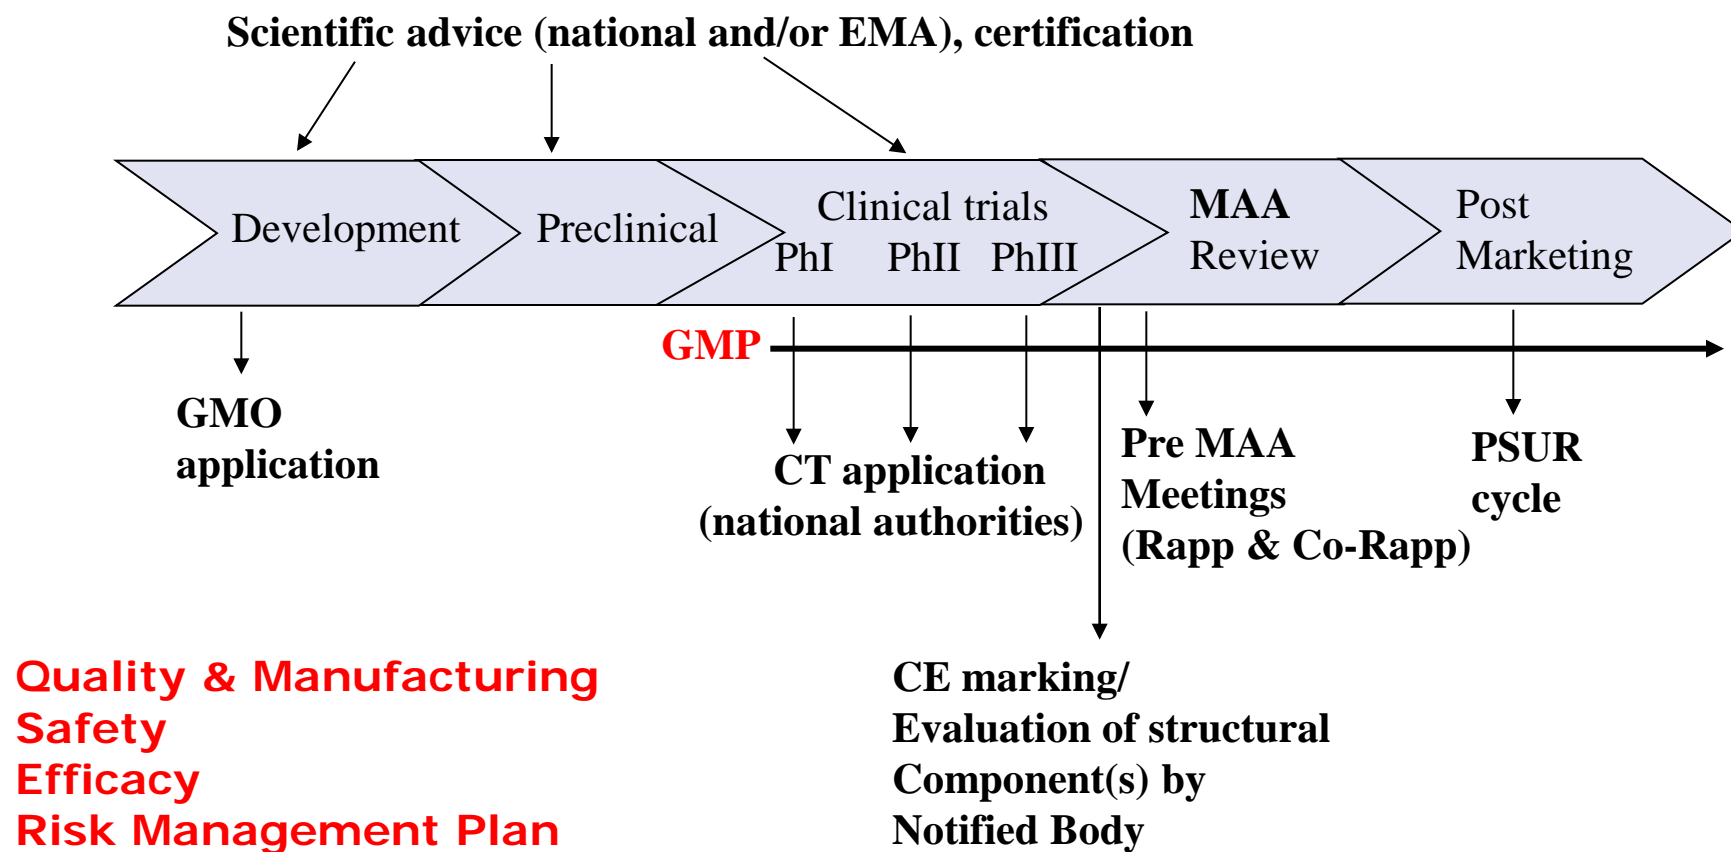 Scientific advice (national and/or EMA), certification
Development
Preclinical
Clinical trials
PhI PhII PhIII
MAA
Review
Post
Marketing
GMP
GMO
application
CT application
(national authorities)
Pre MAA
Meetings
(Rapp & Co-Rapp)
PSUR
cycle
Quality & Manufacturing
Safety
Efficacy
Risk Management Plan
CE marking/
Evaluation of structural
Component(s) by
Notified Body